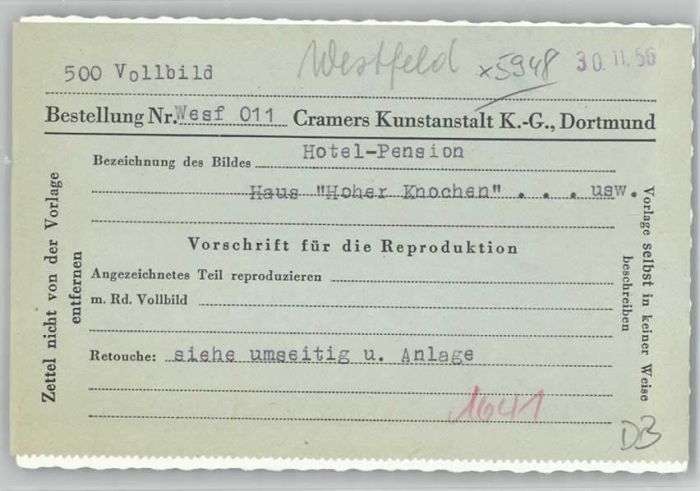 500 Vollbild Westfeld x5948 30.11.56
Bestellung Nr. Wesf 011 Cramers Kunstanstalt K.-G., Dortmund
Bezeichnung des Bildes Hotel-Pension
Haus "Hoher Knochen" . . . usw.
Vorschrift für die Reproduktion
Angezeichnetes Teil reproduzieren
m. Rd. Vollbild
Retouche: siehe umseitig u. Anlage
1641
DB
Zettel nicht von der Vorlage
entfernen
Vorlage selbst in keiner Weise
beschreiben